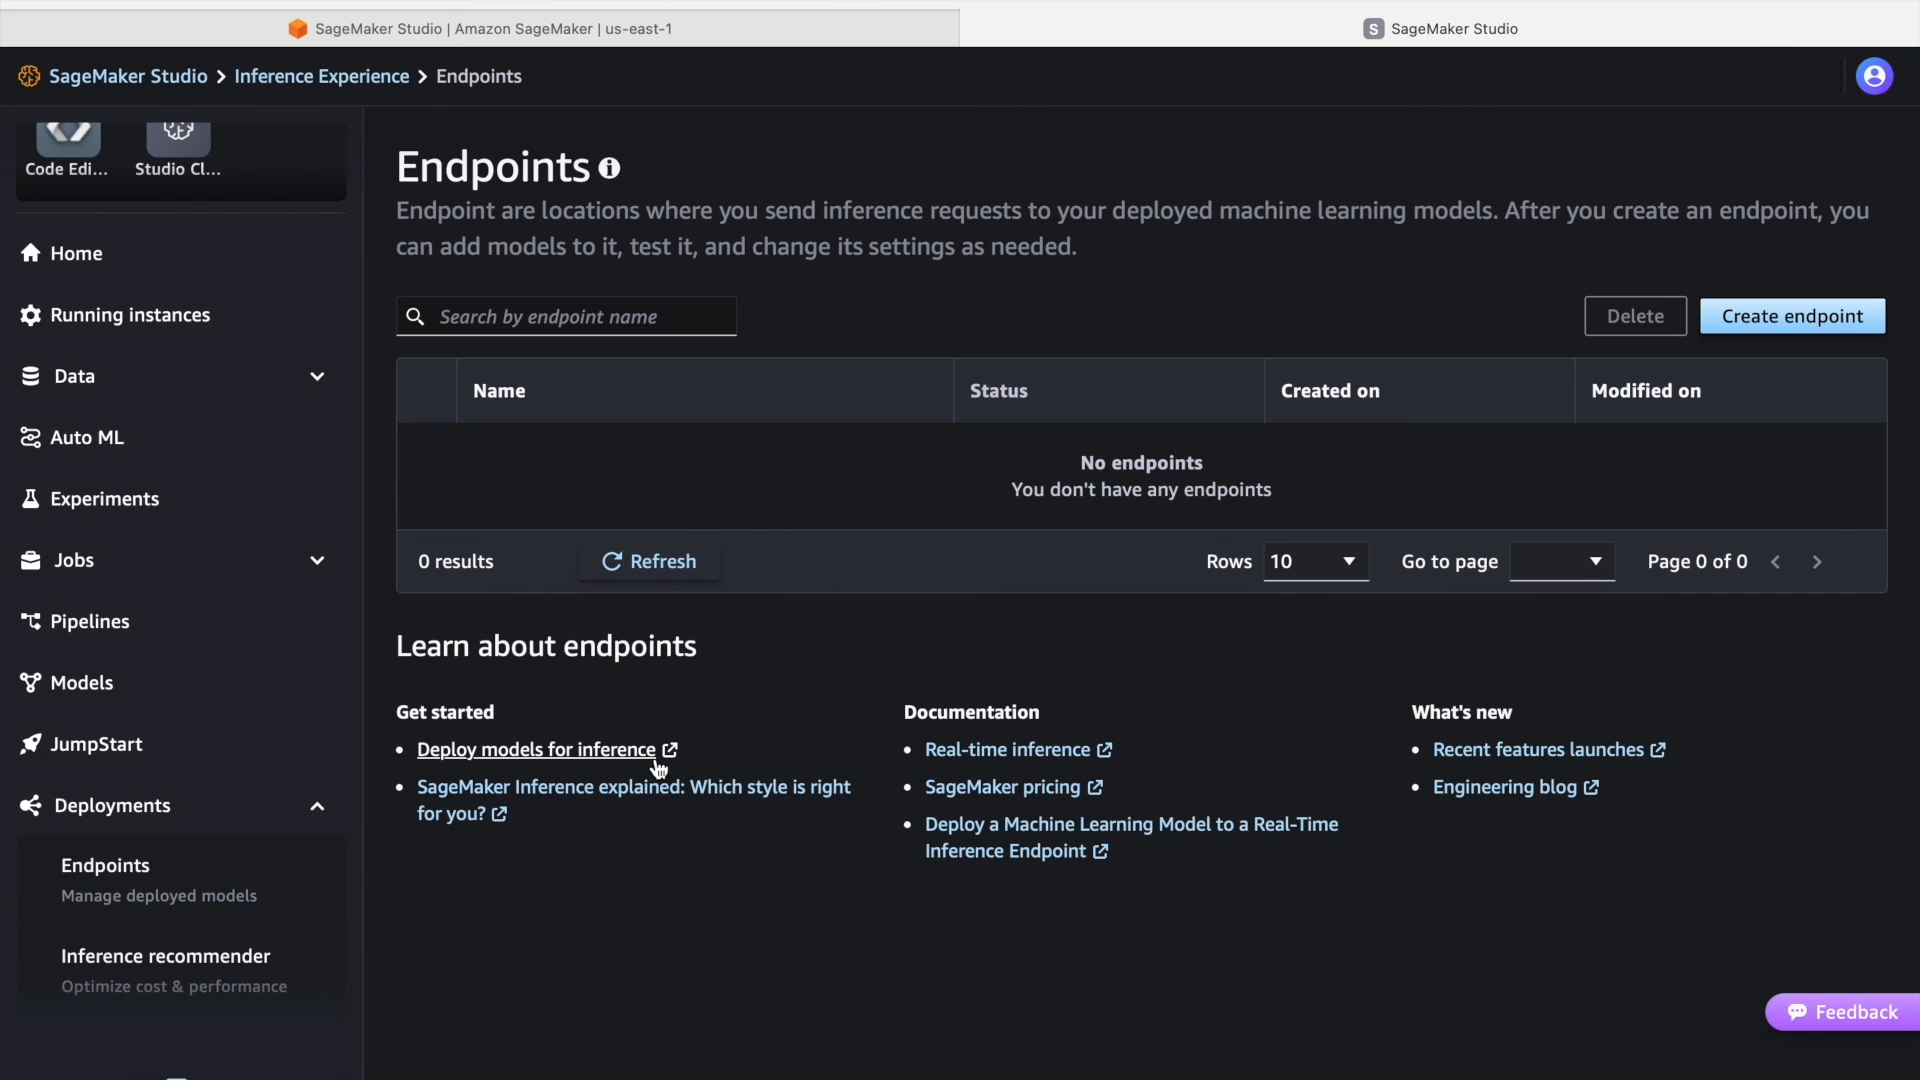 SageMaker Studio | Amazon SageMaker | us-east-1
S SageMaker Studio
SageMaker Studio > Inference Experience > Endpoints
Code Edi... Studio Cl...
Home
Running instances
Data
Auto ML
Experiments
Jobs
Pipelines
Models
JumpStart
Deployments
Endpoints
Manage deployed models
Inference recommender
Optimize cost & performance
Endpoints
Endpoint are locations where you send inference requests to your deployed machine learning models. After you create an endpoint, you
can add models to it, test it, and change its settings as needed.
Search by endpoint name
Delete
Create endpoint
Name Status Created on Modified on
No endpoints
You don't have any endpoints
0 results Refresh Rows 10 Go to page Page 0 of 0
Learn about endpoints
Get started
• Deploy models for inference
• SageMaker Inference explained: Which style is right
for you?
Documentation
• Real-time inference
• SageMaker pricing
• Deploy a Machine Learning Model to a Real-Time
Inference Endpoint
What's new
• Recent features launches
• Engineering blog
Feedback